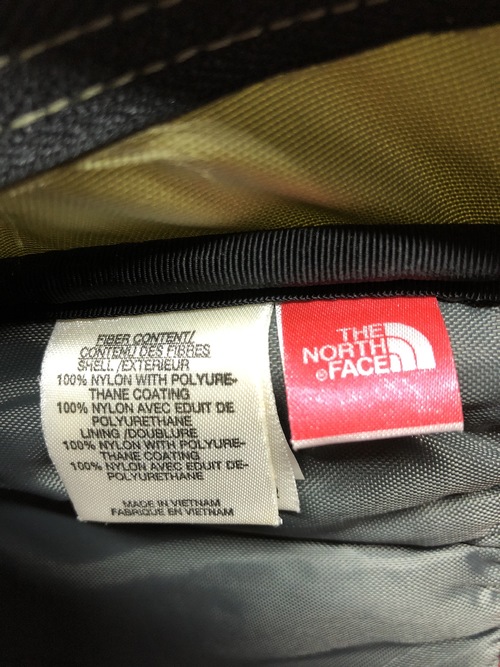 FIBER CONTENT/
CONTENU DES FIBRES
SHELL /EXTERIEUR
100% NYLON WITH POLYURE-
THANE COATING
100% NYLON AVEC EDUIT DE
POLYURETHANE
LINING /DOUBLURE
100% NYLON WITH POLYURE-
THANE COATING
100% NYLON AVEC EDUIT DE-
POLYURETHANE
MADE IN VIETNAM
FABRIQUE EN VIETNAM
THE
NORTH
®FACE